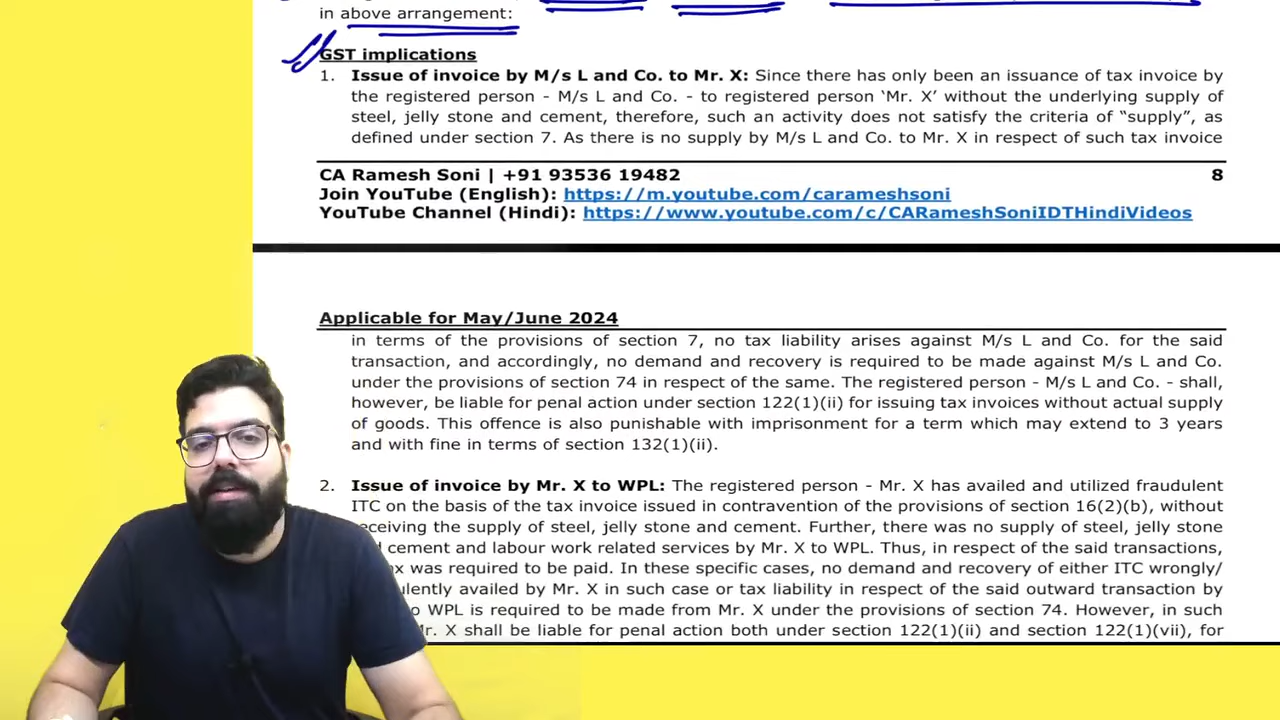 in above arrangement:
GST implications
1. Issue of invoice by M/s L and Co. to Mr. X: Since there has only been an issuance of tax invoice by
the registered person - M/s L and Co. - to registered person ‘Mr. X’ without the underlying supply of
steel, jelly stone and cement, therefore, such an activity does not satisfy the criteria of “supply”, as
defined under section 7. As there is no supply by M/s L and Co. to Mr. X in respect of such tax invoice
CA Ramesh Soni | +91 93536 19482 8
Join YouTube (English): https://m.youtube.com/carameshsoni
YouTube Channel (Hindi): https://www.youtube.com/c/CARameshSoniIDTHindiVideos
Applicable for May/June 2024
in terms of the provisions of section 7, no tax liability arises against M/s L and Co. for the said
transaction, and accordingly, no demand and recovery is required to be made against M/s L and Co.
under the provisions of section 74 in respect of the same. The registered person - M/s L and Co. - shall,
however, be liable for penal action under section 122(1)(ii) for issuing tax invoices without actual supply
of goods. This offence is also punishable with imprisonment for a term which may extend to 3 years
and with fine in terms of section 132(1)(ii).
2. Issue of invoice by Mr. X to WPL: The registered person - Mr. X has availed and utilized fraudulent
ITC on the basis of the tax invoice issued in contravention of the provisions of section 16(2)(b), without
the supply of steel, jelly stone and cement. Further, there was no supply of steel, jelly stone
cement and labour work related services by Mr. X to WPL. Thus, in respect of the said transactions,
was required to be paid. In these specific cases, no demand and recovery of either ITC wrongly/
availed by Mr. X in such case or tax liability in respect of the said outward transaction by
to WPL is required to be made from Mr. X under the provisions of section 74. However, in such
Mr. X shall be liable for penal action both under section 122(1)(ii) and section 122(1)(vii), for